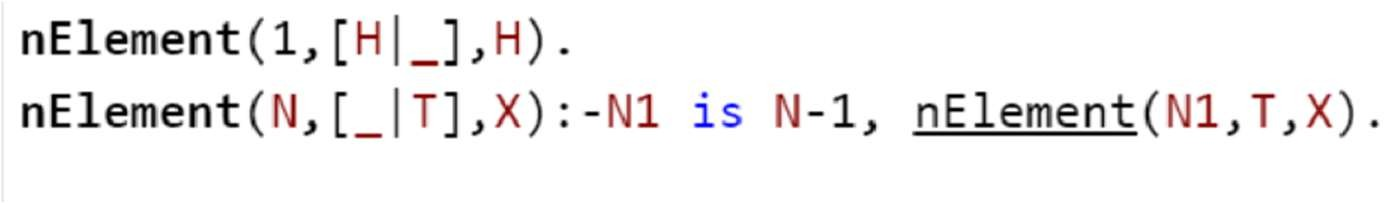 nElement(1,[H|_],H).
nElement(N,[_|T],X):-N1 is N-1, nElement(N1,T,X).